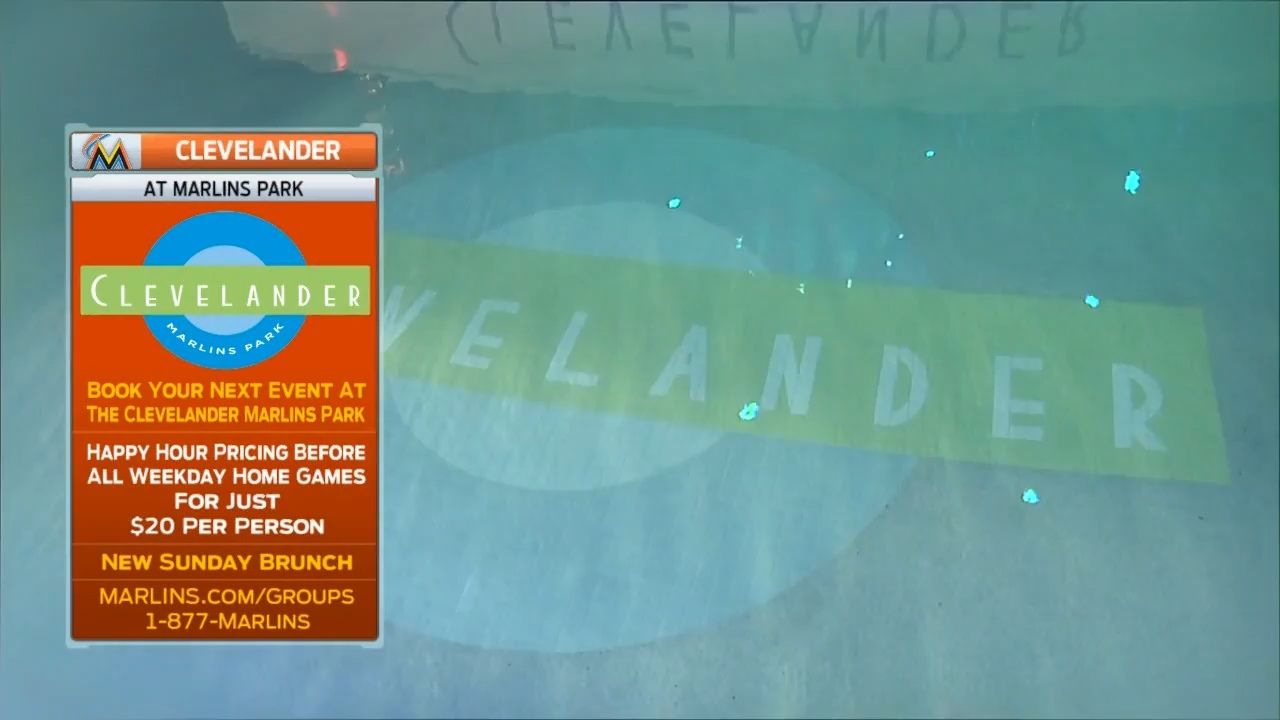 CLEVELANDER
CLEVELANDER
AT MARLINS PARK
CLEVELANDER
MARLINS PARK
BOOK YOUR NEXT EVENT AT
THE CLEVELANDER MARLINS PARK
HAPPY HOUR PRICING BEFORE
ALL WEEKDAY HOME GAMES
FOR JUST
$20 PER PERSON
NEW SUNDAY BRUNCH
MARLINS.COM/GROUPS
1-877-MARLINS
VELANDER